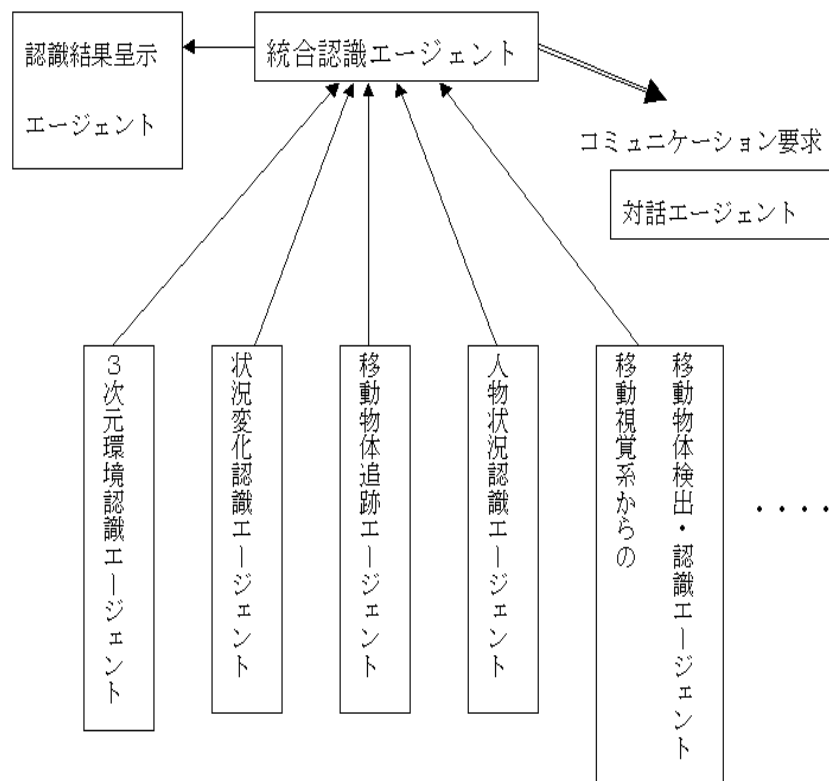 認識結果呈示
エージェント
統合認識エージェント
コミュニケーション要求
対話エージェント
３次元環境認識エージェント
状況変化認識エージェント
移動物体追跡エージェント
人物状況認識エージェント
移動視覚系からの
移動物体検出・認識エージェント
・・・・